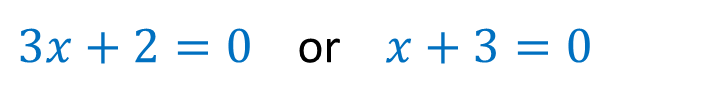 3x + 2 = 0 or x + 3 = 0